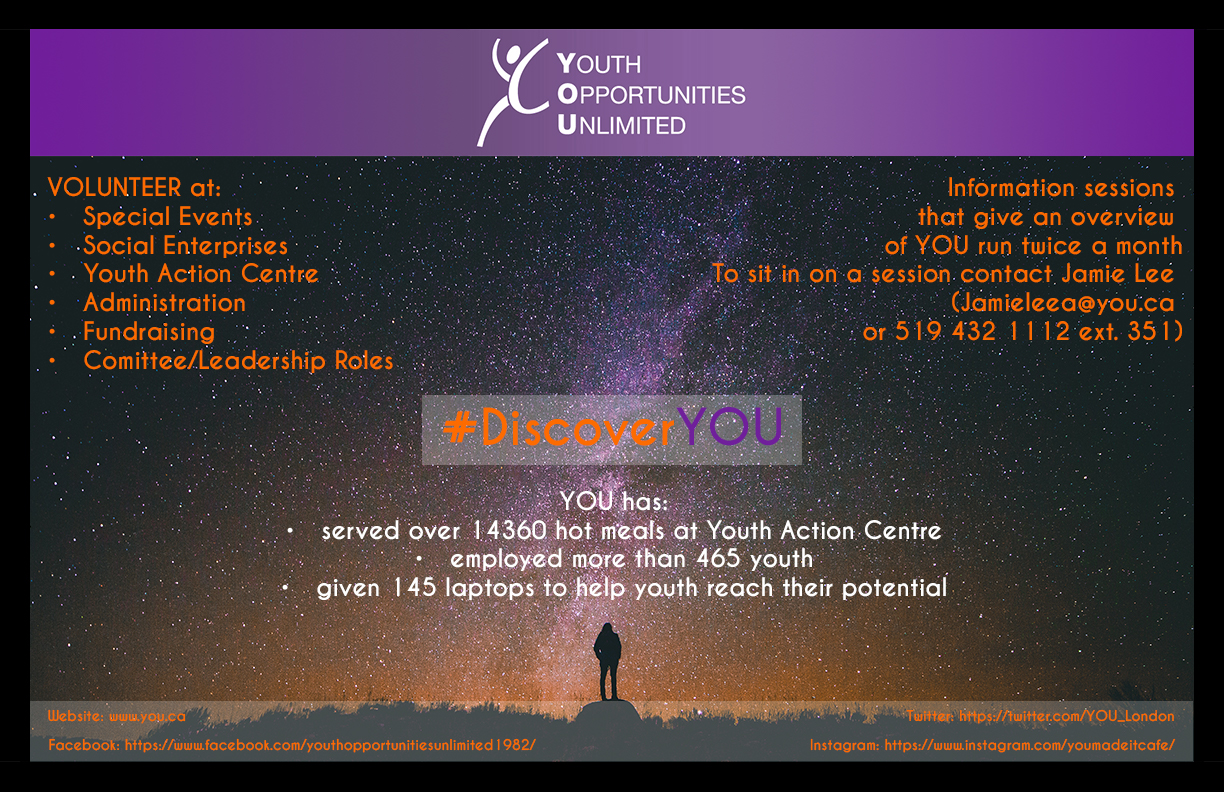 YOUTH
OPPORTUNITIES
UNLIMITED
VOLUNTEER at:
• Special Events
• Social Enterprises
• Youth Action Centre
• Administration
• Fundraising
• Comittee/Leadership Roles
Information sessions
that give an overview
of YOU run twice a month
To sit in on a session contact Jamie Lee
(Jamieleea@you.ca
or 519 432 1112 ext. 351)
#DiscoverYOU
YOU has:
• served over 14360 hot meals at Youth Action Centre
• employed more than 465 youth
• given 145 laptops to help youth reach their potential
Website: www.you.ca
Twitter: https://twitter.com/YOU_London
Facebook: https://www.facebook.com/youthopportunitiesunlimited1982/
Instagram: https://www.instagram.com/youmadeitcafe/